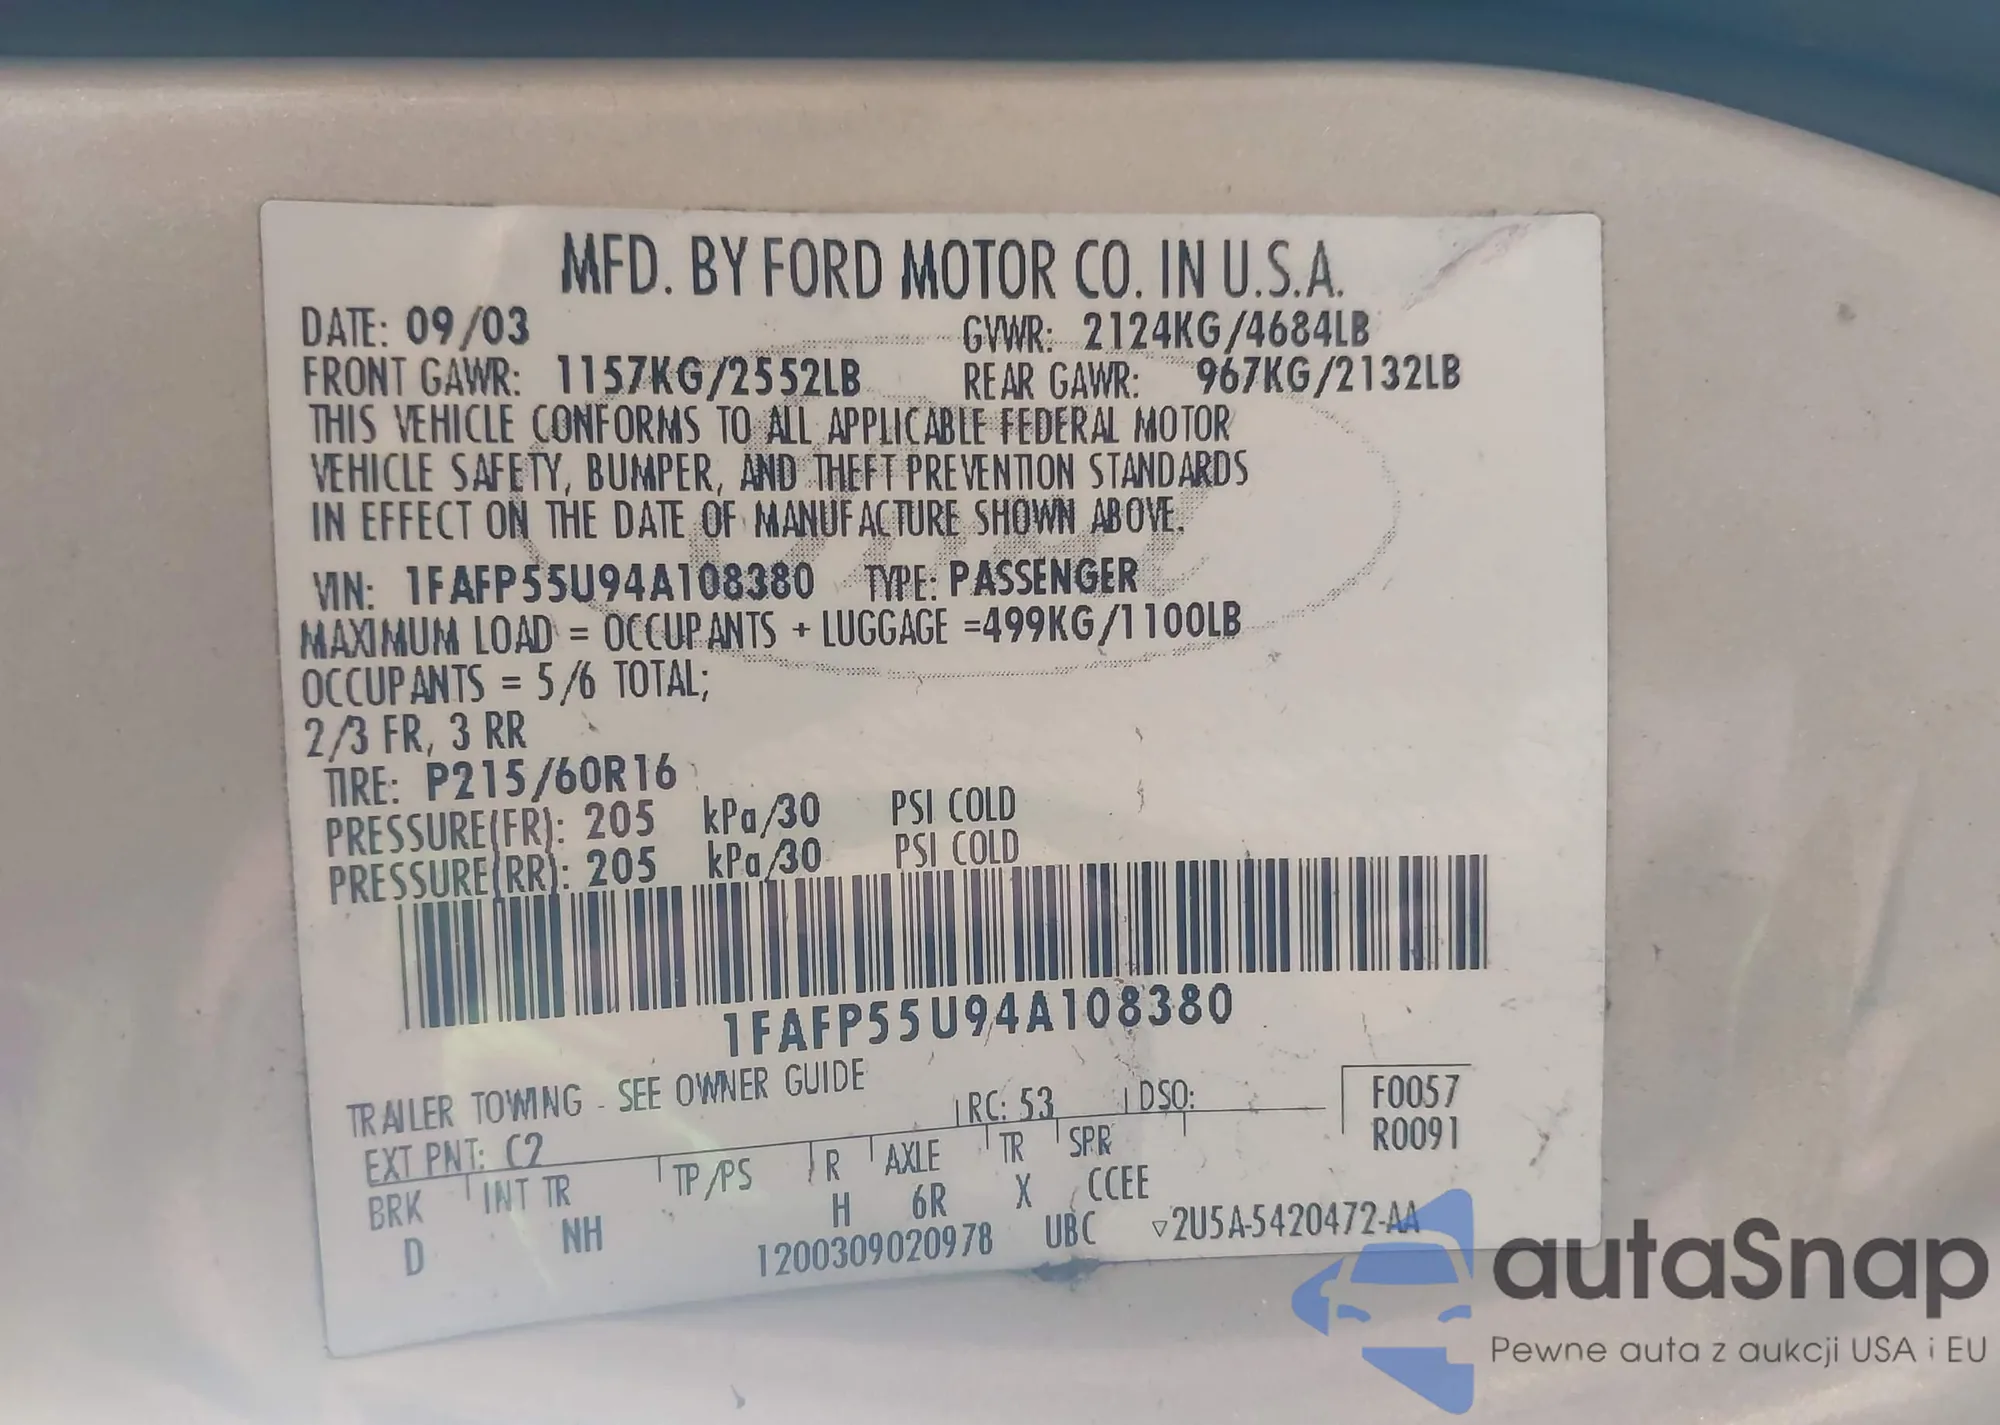 MFD. BY FORD MOTOR CO. IN U.S.A.
DATE: 09/03 GVWR: 2124KG/4684LB
FRONT GAWR: 1157KG/2552LB REAR GAWR: 967KG/2132LB
THIS VEHICLE CONFORMS TO ALL APPLICABLE FEDERAL MOTOR
VEHICLE SAFETY, BUMPER, AND THEFT PREVENTION STANDARDS
IN EFFECT ON THE DATE OF MANUFACTURE SHOWN ABOVE.
VIN: 1FAFP55U94A108380 TYPE: PASSENGER
MAXIMUM LOAD = OCCUPANTS + LUGGAGE =499KG/1100LB
OCCUPANTS = 5/6 TOTAL;
2/3 FR, 3 RR
TIRE: P215/60R16
PRESSURE(FR): 205 kPa/30 PSI COLD
PRESSURE(RR): 205 kPa/30 PSI COLD
1FAFP55U94A108380
TRAILER TOWING - SEE OWNER GUIDE
EXT PNT: C2 RC: 53 DSO: F0057
R0091
BRK INT TR TP/PS R AXLE TR SPR
D NH H 6R X CCEE
1200309020978 UBC ▿2U5A-5420472-AA
autaSnap
Pewne auta z aukcji USA i EU